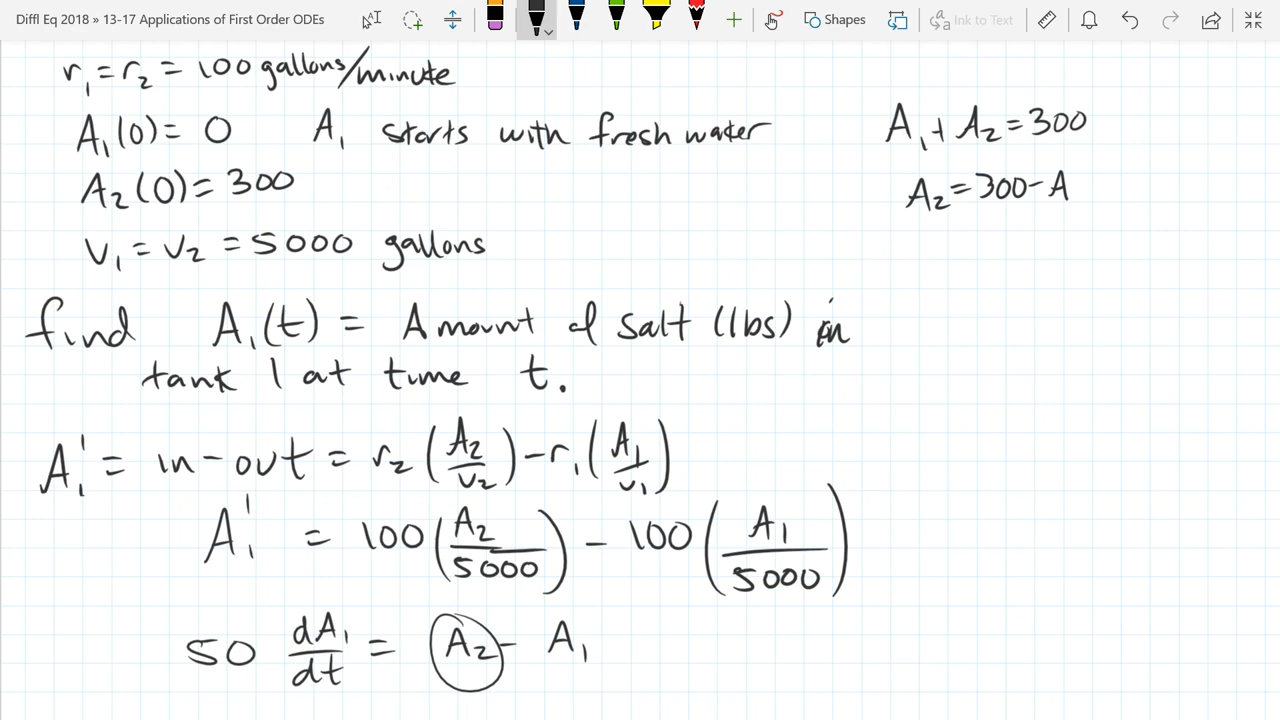 Diffl Eq 2018 » 13-17 Applications of First Order ODEs
Shapes
Ink to Text
r₁ = r₂ = 100 gallons/minute
A₁(0) = 0 A₁ starts with fresh water
A₁ + A₂ = 300
A₂(0) = 300
A₂ = 300 - A
V₁ = V₂ = 5000 gallons
find A₁(t) = Amount of salt (lbs) in
tank 1 at time t.
A₁' = in-out = r₂(A₂/V₂) - r₁(A₁/V₁)
A₁' = 100(A₂/5000) - 100(A₁/5000)
50 dA₁/dt = A₂ - A₁